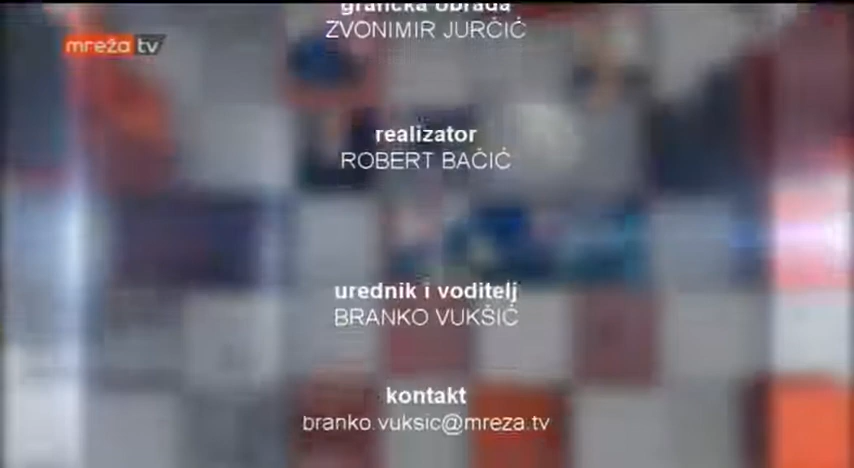 grafička obrada
ZVONIMIR JURČIĆ
mreža tv
realizator
ROBERT BAČIĆ
urednik i voditelj
BRANKO VUKŠIĆ
kontakt
branko.vuksic@mreza.tv